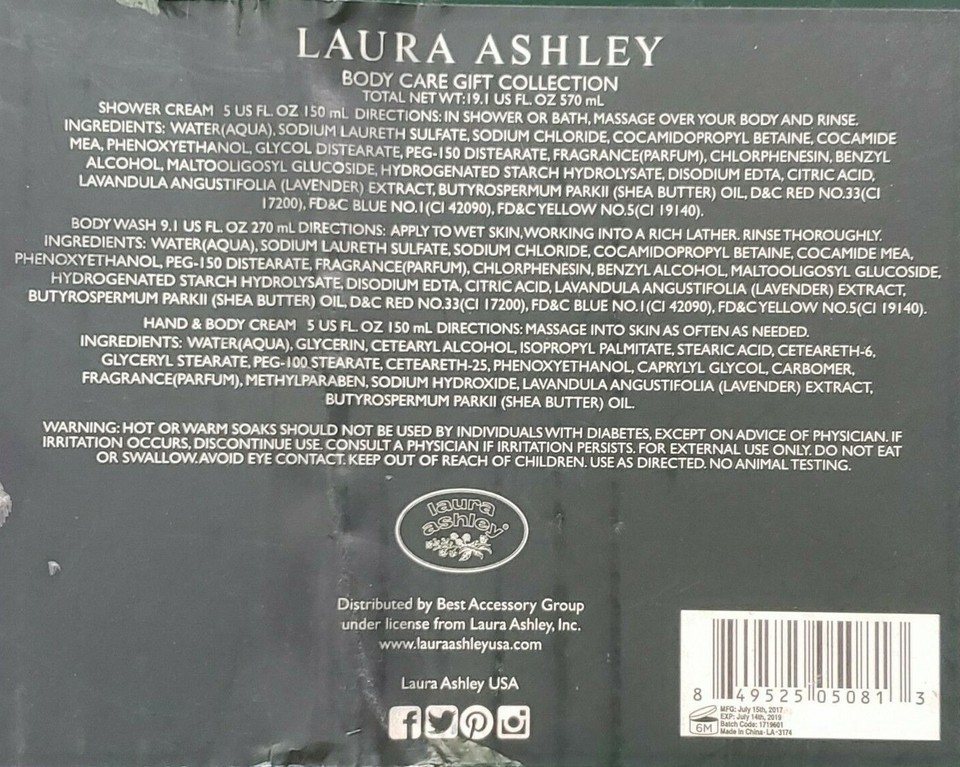 LAURA ASHLEY
BODY CARE GIFT COLLECTION
TOTAL NET WT:19.1 US FL. OZ 570 mL
SHOWER CREAM 5 US FL. OZ 150 mL DIRECTIONS: IN SHOWER OR BATH, MASSAGE OVER YOUR BODY AND RINSE.
INGREDIENTS: WATER(AQUA), SODIUM LAURETH SULFATE, SODIUM CHLORIDE, COCAMIDOPROPYL BETAINE, COCAMIDE
MEA, PHENOXYETHANOL, GLYCOL DISTEARATE, PEG-150 DISTEARATE, FRAGRANCE(PARFUM), CHLORPHENESIN, BENZYL
ALCOHOL, MALTOOLIGOSYL GLUCOSIDE, HYDROGENATED STARCH HYDROLYSATE, DISODIUM EDTA, CITRIC ACID,
LAVANDULA ANGUSTIFOLIA (LAVENDER) EXTRACT, BUTYROSPERMUM PARKII (SHEA BUTTER) OIL, D&C RED NO.33(CI
17200), FD&C BLUE NO.1(CI 42090), FD&C YELLOW NO.5(CI 19140).
BODY WASH 9.1 US FL. OZ 270 mL DIRECTIONS: APPLY TO WET SKIN, WORKING INTO A RICH LATHER. RINSE THOROUGHLY.
INGREDIENTS: WATER(AQUA), SODIUM LAURETH SULFATE, SODIUM CHLORIDE, COCAMIDOPROPYL BETAINE, COCAMIDE MEA,
PHENOXYETHANOL, PEG-150 DISTEARATE, FRAGRANCE(PARFUM), CHLORPHENESIN, BENZYL ALCOHOL, MALTOOLIGOSYL GLUCOSIDE,
HYDROGENATED STARCH HYDROLYSATE, DISODIUM EDTA, CITRIC ACID, LAVANDULA ANGUSTIFOLIA (LAVENDER) EXTRACT,
BUTYROSPERMUM PARKII (SHEA BUTTER) OIL, D&C RED NO.33(CI 17200), FD&C BLUE NO.1(CI 42090), FD&C YELLOW NO.5(CI 19140).
HAND & BODY CREAM 5 US FL. OZ 150 mL DIRECTIONS: MASSAGE INTO SKIN AS OFTEN AS NEEDED.
INGREDIENTS: WATER(AQUA), GLYCERIN, CETEARYL ALCOHOL, ISOPROPYL PALMITATE, STEARIC ACID, CETEARETH-6,
GLYCERYL STEARATE, PEG-100 STEARATE, CETEARETH-25, PHENOXYETHANOL, CAPRYLYL GLYCOL, CARBOMER,
FRAGRANCE(PARFUM), METHYLPARABEN, SODIUM HYDROXIDE, LAVANDULA ANGUSTIFOLIA (LAVENDER) EXTRACT,
BUTYROSPERMUM PARKII (SHEA BUTTER) OIL.
WARNING: HOT OR WARM SOAKS SHOULD NOT BE USED BY INDIVIDUALS WITH DIABETES, EXCEPT ON ADVICE OF PHYSICIAN. IF
IRRITATION OCCURS, DISCONTINUE USE. CONSULT A PHYSICIAN IF IRRITATION PERSISTS. FOR EXTERNAL USE ONLY. DO NOT EAT
OR SWALLOW. AVOID EYE CONTACT. KEEP OUT OF REACH OF CHILDREN. USE AS DIRECTED. NO ANIMAL TESTING.
laura
ashley®
Distributed by Best Accessory Group
under license from Laura Ashley, Inc.
www.lauraashleyusa.com
Laura Ashley USA
8 49525 05081 3
6M
MFG: July 15th, 2017
EXP: July 14th, 2019
Batch Code: 1719601
Made in China - LA - 3174